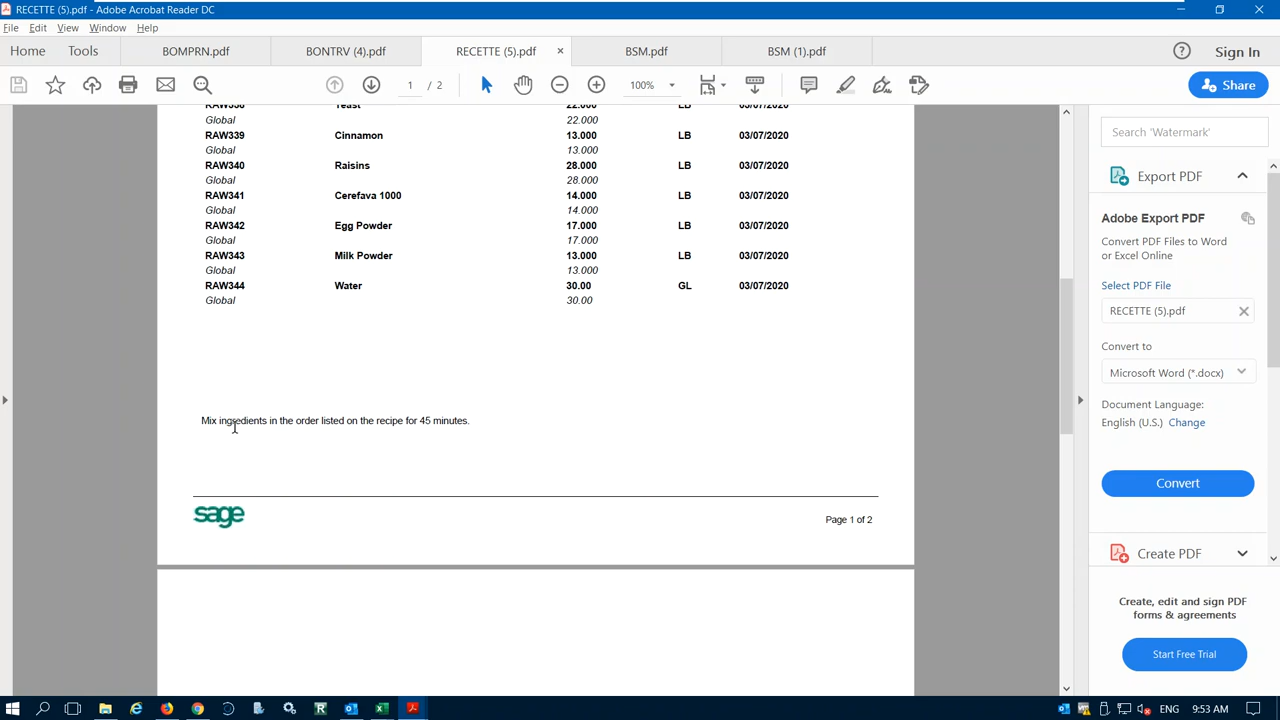 RECETTE (5).pdf - Adobe Acrobat Reader DC
File Edit View Window Help
Home Tools BOMPRN.pdf BONTRV (4).pdf RECETTE (5).pdf × BSM.pdf BSM (1).pdf ? Sign In
1 / 2 100% Share
RAW338 Yeast 22.000 LB 03/07/2020
Global 22.000
RAW339 Cinnamon 13.000 LB 03/07/2020
Global 13.000
RAW340 Raisins 28.000 LB 03/07/2020
Global 28.000
RAW341 Cerefava 1000 14.000 LB 03/07/2020
Global 14.000
RAW342 Egg Powder 17.000 LB 03/07/2020
Global 17.000
RAW343 Milk Powder 13.000 LB 03/07/2020
Global 13.000
RAW344 Water 30.00 GL 03/07/2020
Global 30.00
Mix ingredients in the order listed on the recipe for 45 minutes.
sage
Page 1 of 2
Search 'Watermark'
Export PDF
Adobe Export PDF
Convert PDF Files to Word
or Excel Online
Select PDF File
RECETTE (5).pdf
Convert to
Microsoft Word (*.docx)
Document Language:
English (U.S.) Change
Convert
Create PDF
Create, edit and sign PDF
forms & agreements
Start Free Trial
ENG 9:53 AM